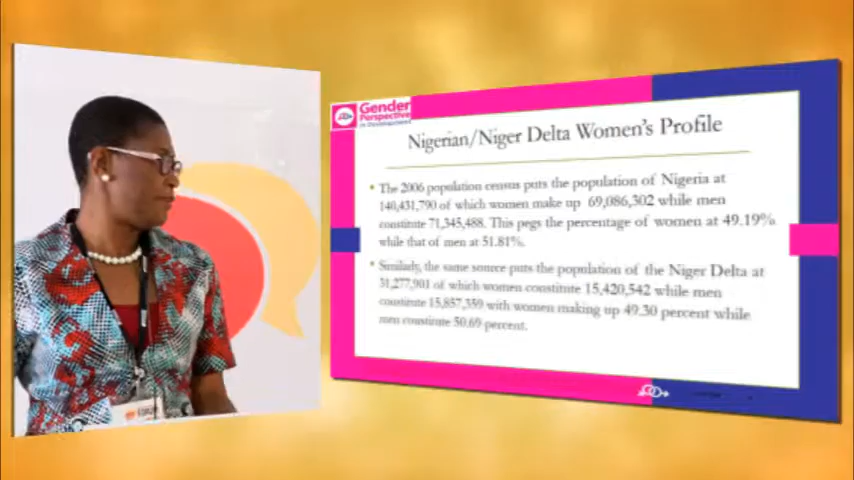 Gender
Perspective
in Development
Nigerian/Niger Delta Women's Profile
• The 2006 population census puts the population of Nigeria at
140,431,790 of which women make up 69,086,302 while men
constitute 71,345,488. This pegs the percentage of women at 49.19%
while that of men at 51.81%.
• Similarly, the same source puts the population of the Niger Delta at
31,277,901 of which women constitute 15,420,542 while men
constitute 15,857,359 with women making up 49.30 percent while
men constitute 50.69 percent.